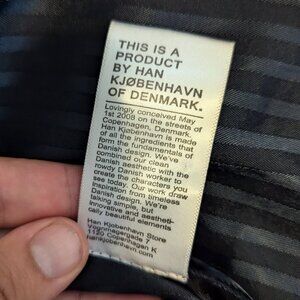 THIS IS A
PRODUCT
BY HAN
KJØBENHAVN
OF DENMARK.
Lovingly conceived May
1st 2008 on the streets of
Copenhagen, Denmark.
Han Kjøbenhavn is made
of all the ingredients that
form the fundamentals of
Danish design. We've
combined our clean
Danish aesthetic with the
rowdy Danish worker to
create the characters you
see today. Our work draw
inspiration from timeless
Danish design. We're
talking simple, but
innovative and aestheti-
cally beautiful elements
Han Kjøbenhavn Store
Vognmagergade 7
1120 Copenhagen K
hankjobenhavn.com